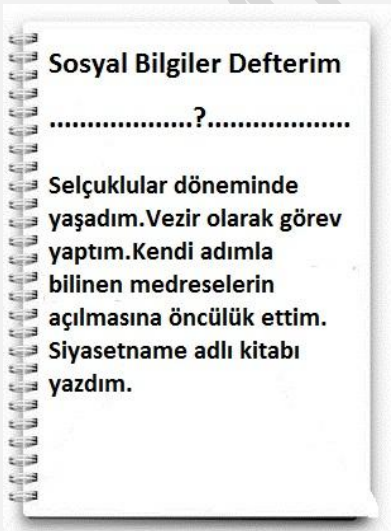 Sosyal Bilgiler Defterim
...................?...................
Selçuklular döneminde
yaşadım.Vezir olarak görev
yaptım.Kendi adımla
bilinen medreselerin
açılmasına öncülük ettim.
Siyasetname adlı kitabı
yazdım.